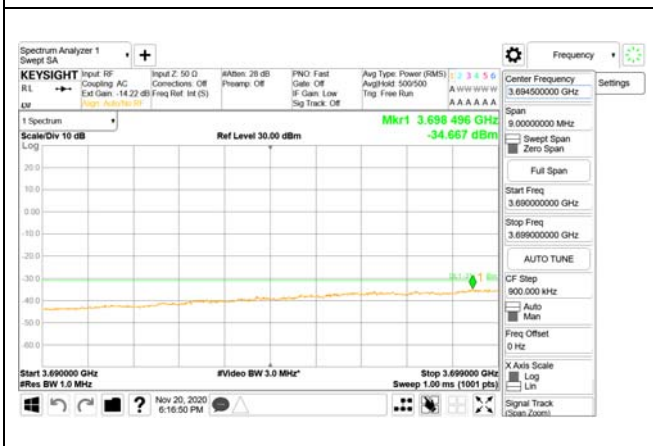 Spectrum Analyzer 1
Swept SA
Frequency
Settings
KEYSIGHT
Input: RF
Coupling: AC
Ext Gain: -14.22 dB
Align: Auto/No RF
Input Z: 50 Ω
Corrections: Off
Freq Ref: Int (S)
#Atten: 28 dB
Preamp: Off
PNO: Fast
Gate: Off
IF Gain: Low
Sig Track: Off
Avg Type: Power (RMS)
Avg|Hold: 500/500
Trig: Free Run
1 2 3 4 5 6
A W W W W W
A A A A A A
RL
1 Spectrum
Scale/Div 10 dB
Log
Ref Level 30.00 dBm
Mkr1 3.698 496 GHz
-34.667 dBm
20.0
10.0
0.00
-10.0
-20.0
-30.0
-40.0
-50.0
-60.0
1
Start 3.690000 GHz
#Res BW 1.0 MHz
#Video BW 3.0 MHz*
Stop 3.699000 GHz
Sweep 1.00 ms (1001 pts)
Center Frequency
3.694500000 GHz
Span
9.00000000 MHz
Swept Span
Zero Span
Full Span
Start Freq
3.690000000 GHz
Stop Freq
3.699000000 GHz
AUTO TUNE
CF Step
900.000 kHz
Auto
Man
Freq Offset
0 Hz
X Axis Scale
Log
Lin
Signal Track
(Span Zoom)
?
Nov 20, 2020
6:16:50 PM